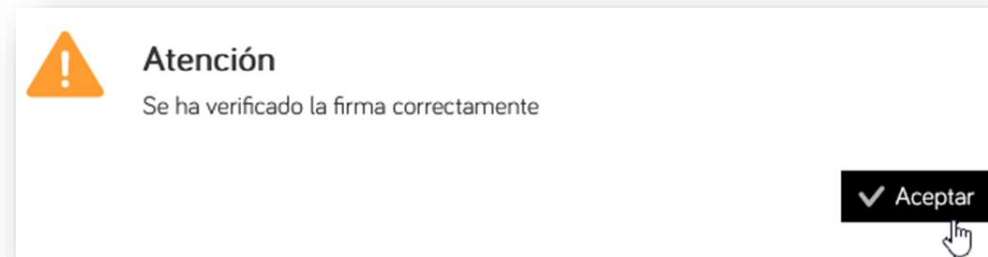 Atención
Se ha verificado la firma correctamente
Aceptar